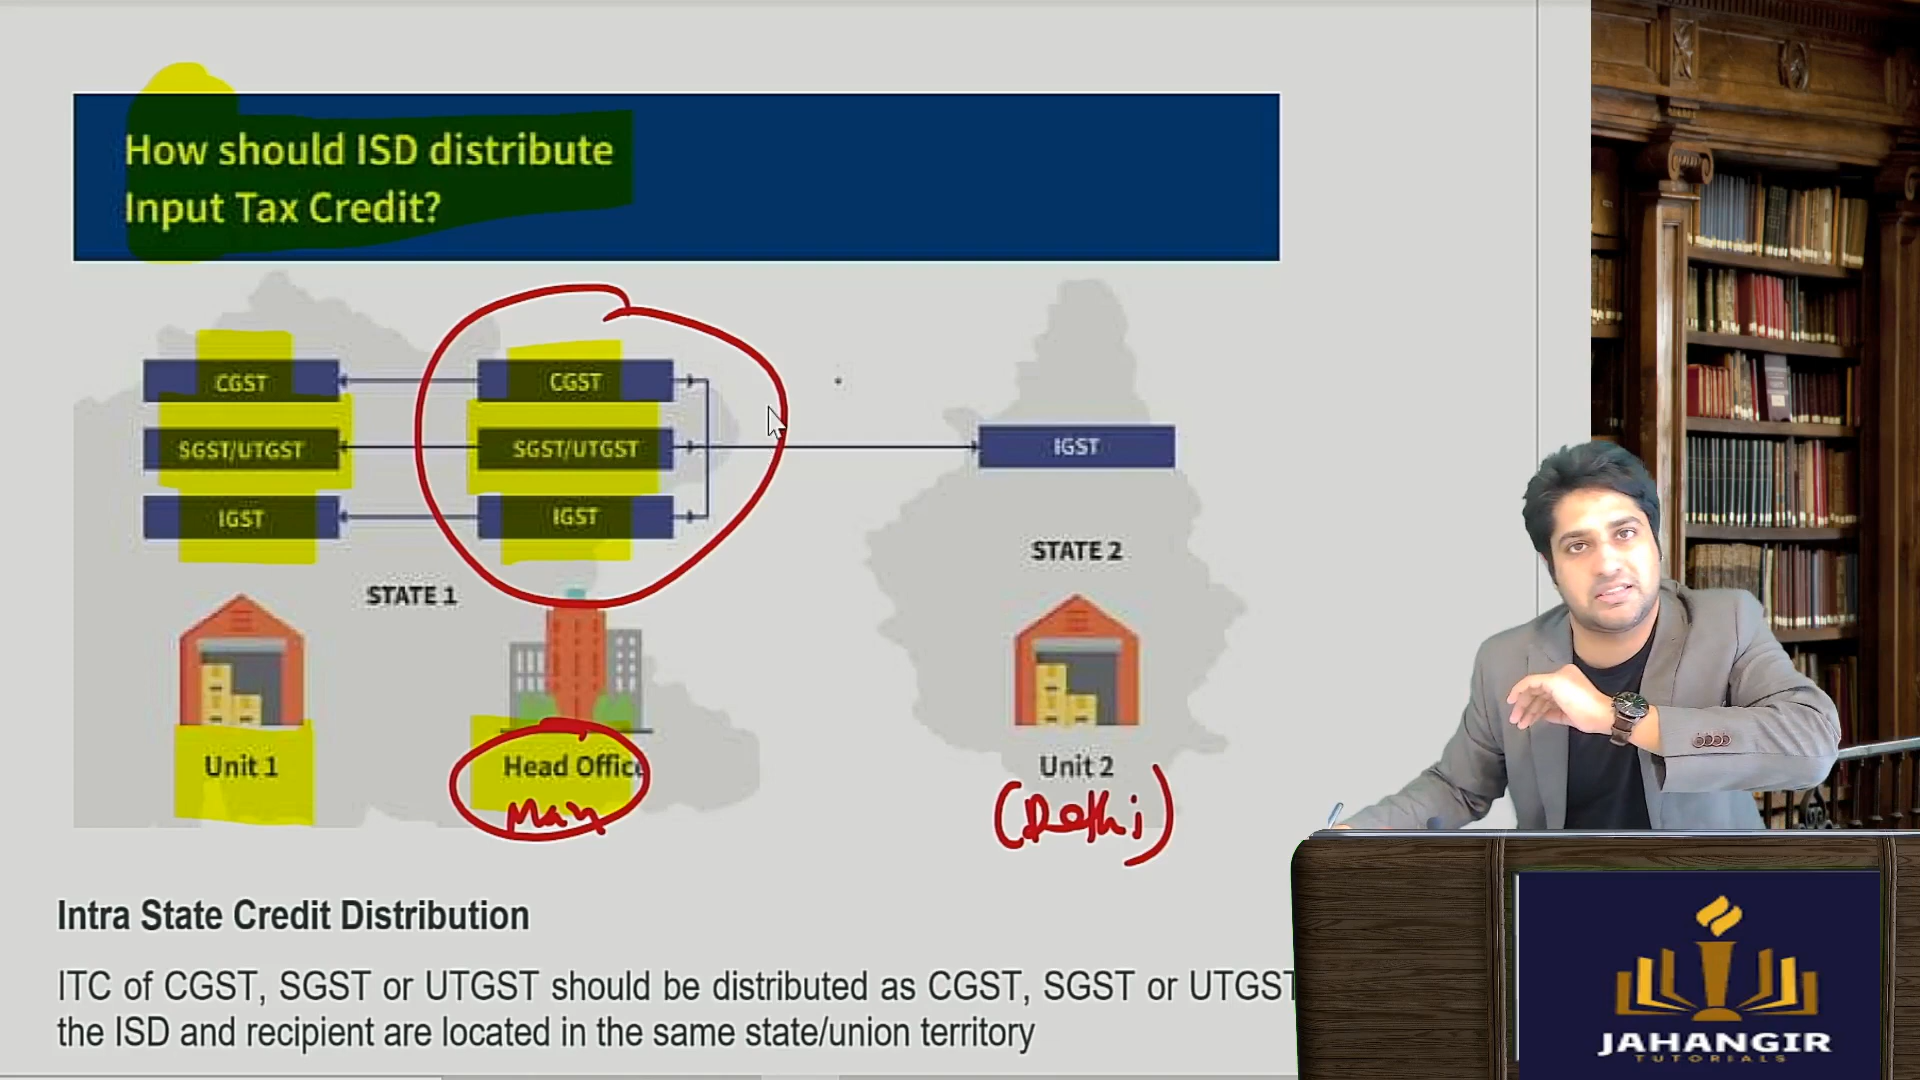 How should ISD distribute
Input Tax Credit?
CGST
CGST
SGST/UTGST
SGST/UTGST
IGST
IGST
IGST
STATE 1
STATE 2
Unit 1
Head Office
Unit 2
(Delhi)
Intra State Credit Distribution
ITC of CGST, SGST or UTGST should be distributed as CGST, SGST or UTGST
the ISD and recipient are located in the same state/union territory
JAHANGIR
TUTORIALS